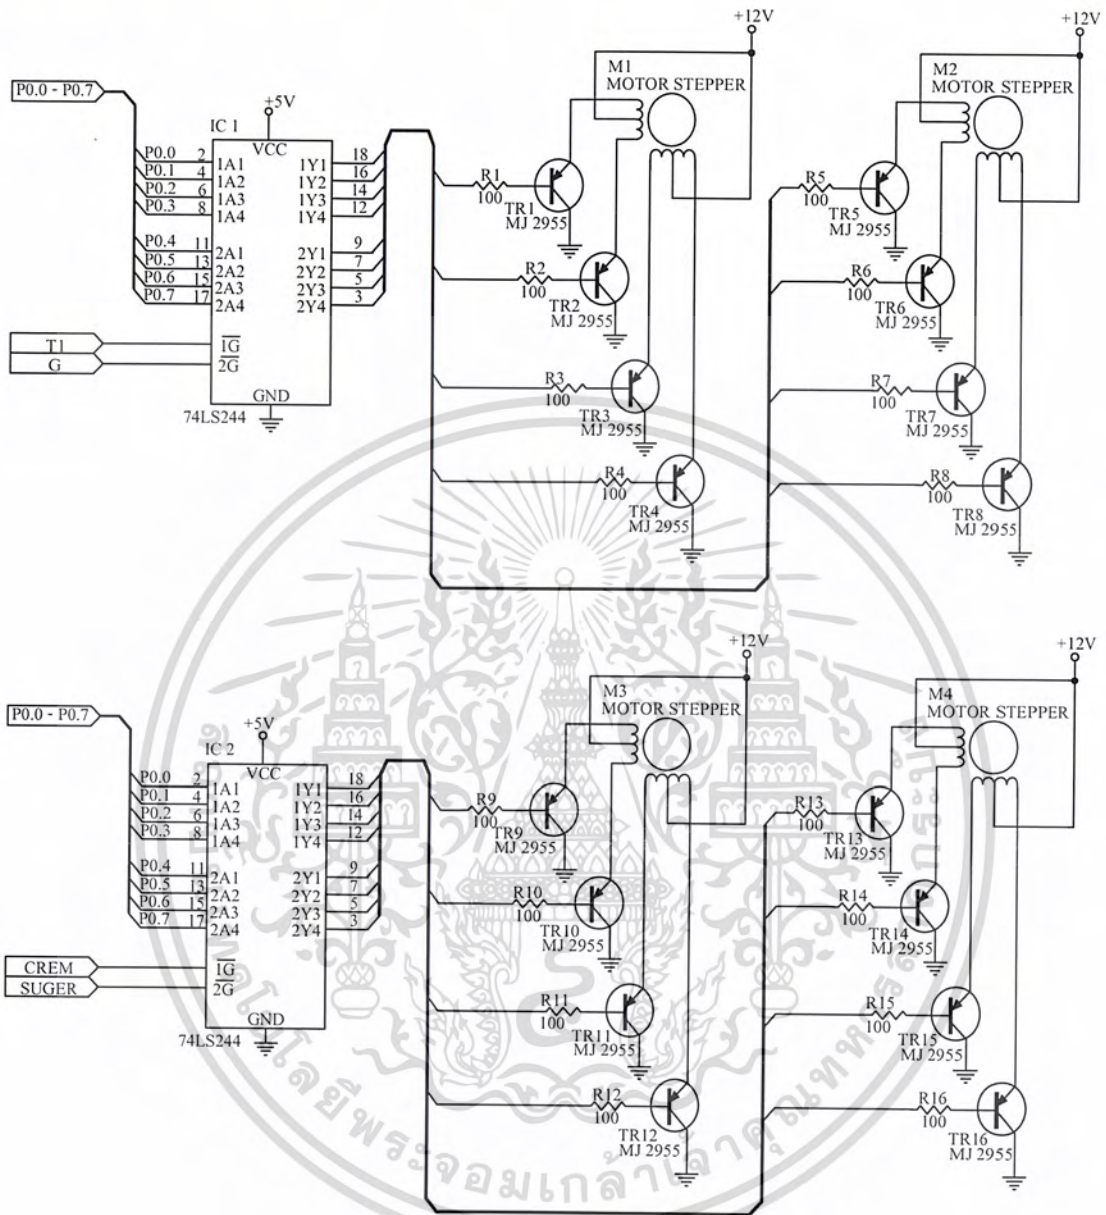 +12V
+12V
P0.0 - P0.7
M1
MOTOR STEPPER
M2
MOTOR STEPPER
+5V
IC 1
VCC
P0.0 2 1A1 1Y1 18
P0.1 4 1A2 1Y2 16
P0.2 6 1A3 1Y3 14
P0.3 8 1A4 1Y4 12
P0.4 11 2A1 2Y1 9
P0.5 13 2A2 2Y2 7
P0.6 15 2A3 2Y3 5
P0.7 17 2A4 2Y4 3
T1 1G
G 2G
GND
74LS244
R1
100
TR1
MJ 2955
R2
100
TR2
MJ 2955
R3
100
TR3
MJ 2955
R4
100
TR4
MJ 2955
R5
100
TR5
MJ 2955
R6
100
TR6
MJ 2955
R7
100
TR7
MJ 2955
R8
100
TR8
MJ 2955
+12V
+12V
P0.0 - P0.7
M3
MOTOR STEPPER
M4
MOTOR STEPPER
+5V
IC 2
VCC
P0.0 2 1A1 1Y1 18
P0.1 4 1A2 1Y2 16
P0.2 6 1A3 1Y3 14
P0.3 8 1A4 1Y4 12
P0.4 11 2A1 2Y1 9
P0.5 13 2A2 2Y2 7
P0.6 15 2A3 2Y3 5
P0.7 17 2A4 2Y4 3
CREM 1G
SUGER 2G
GND
74LS244
R9
100
TR9
MJ 2955
R10
100
TR10
MJ 2955
R11
100
TR11
MJ 2955
R12
100
TR12
MJ 2955
R13
100
TR13
MJ 2955
R14
100
TR14
MJ 2955
R15
100
TR15
MJ 2955
R16
100
TR16
MJ 2955